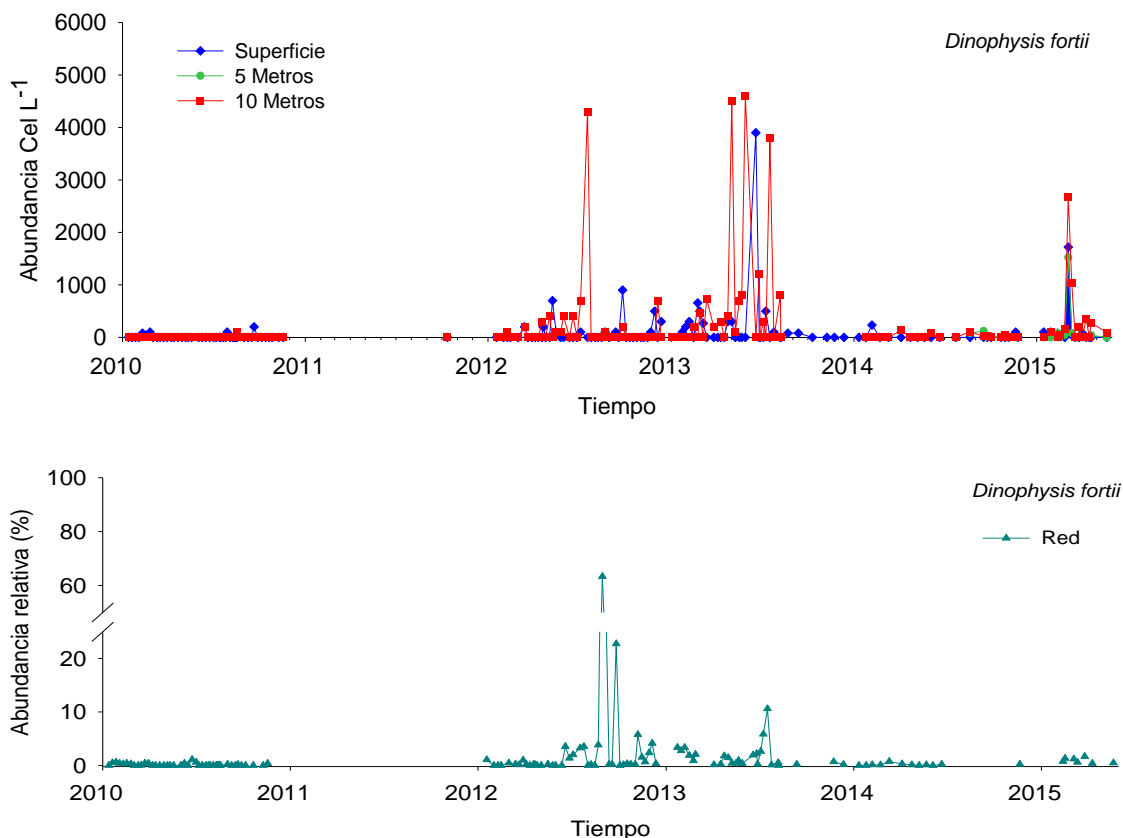 6000
5000
4000
3000
2000
1000
0
Abundancia Cel L-1
Superficie
5 Metros
10 Metros
Dinophysis fortii
2010 2011 2012 2013 2014 2015
Tiempo
100
80
60
20
10
0
Abundancia relativa (%)
Dinophysis fortii
Red
2010 2011 2012 2013 2014 2015
Tiempo